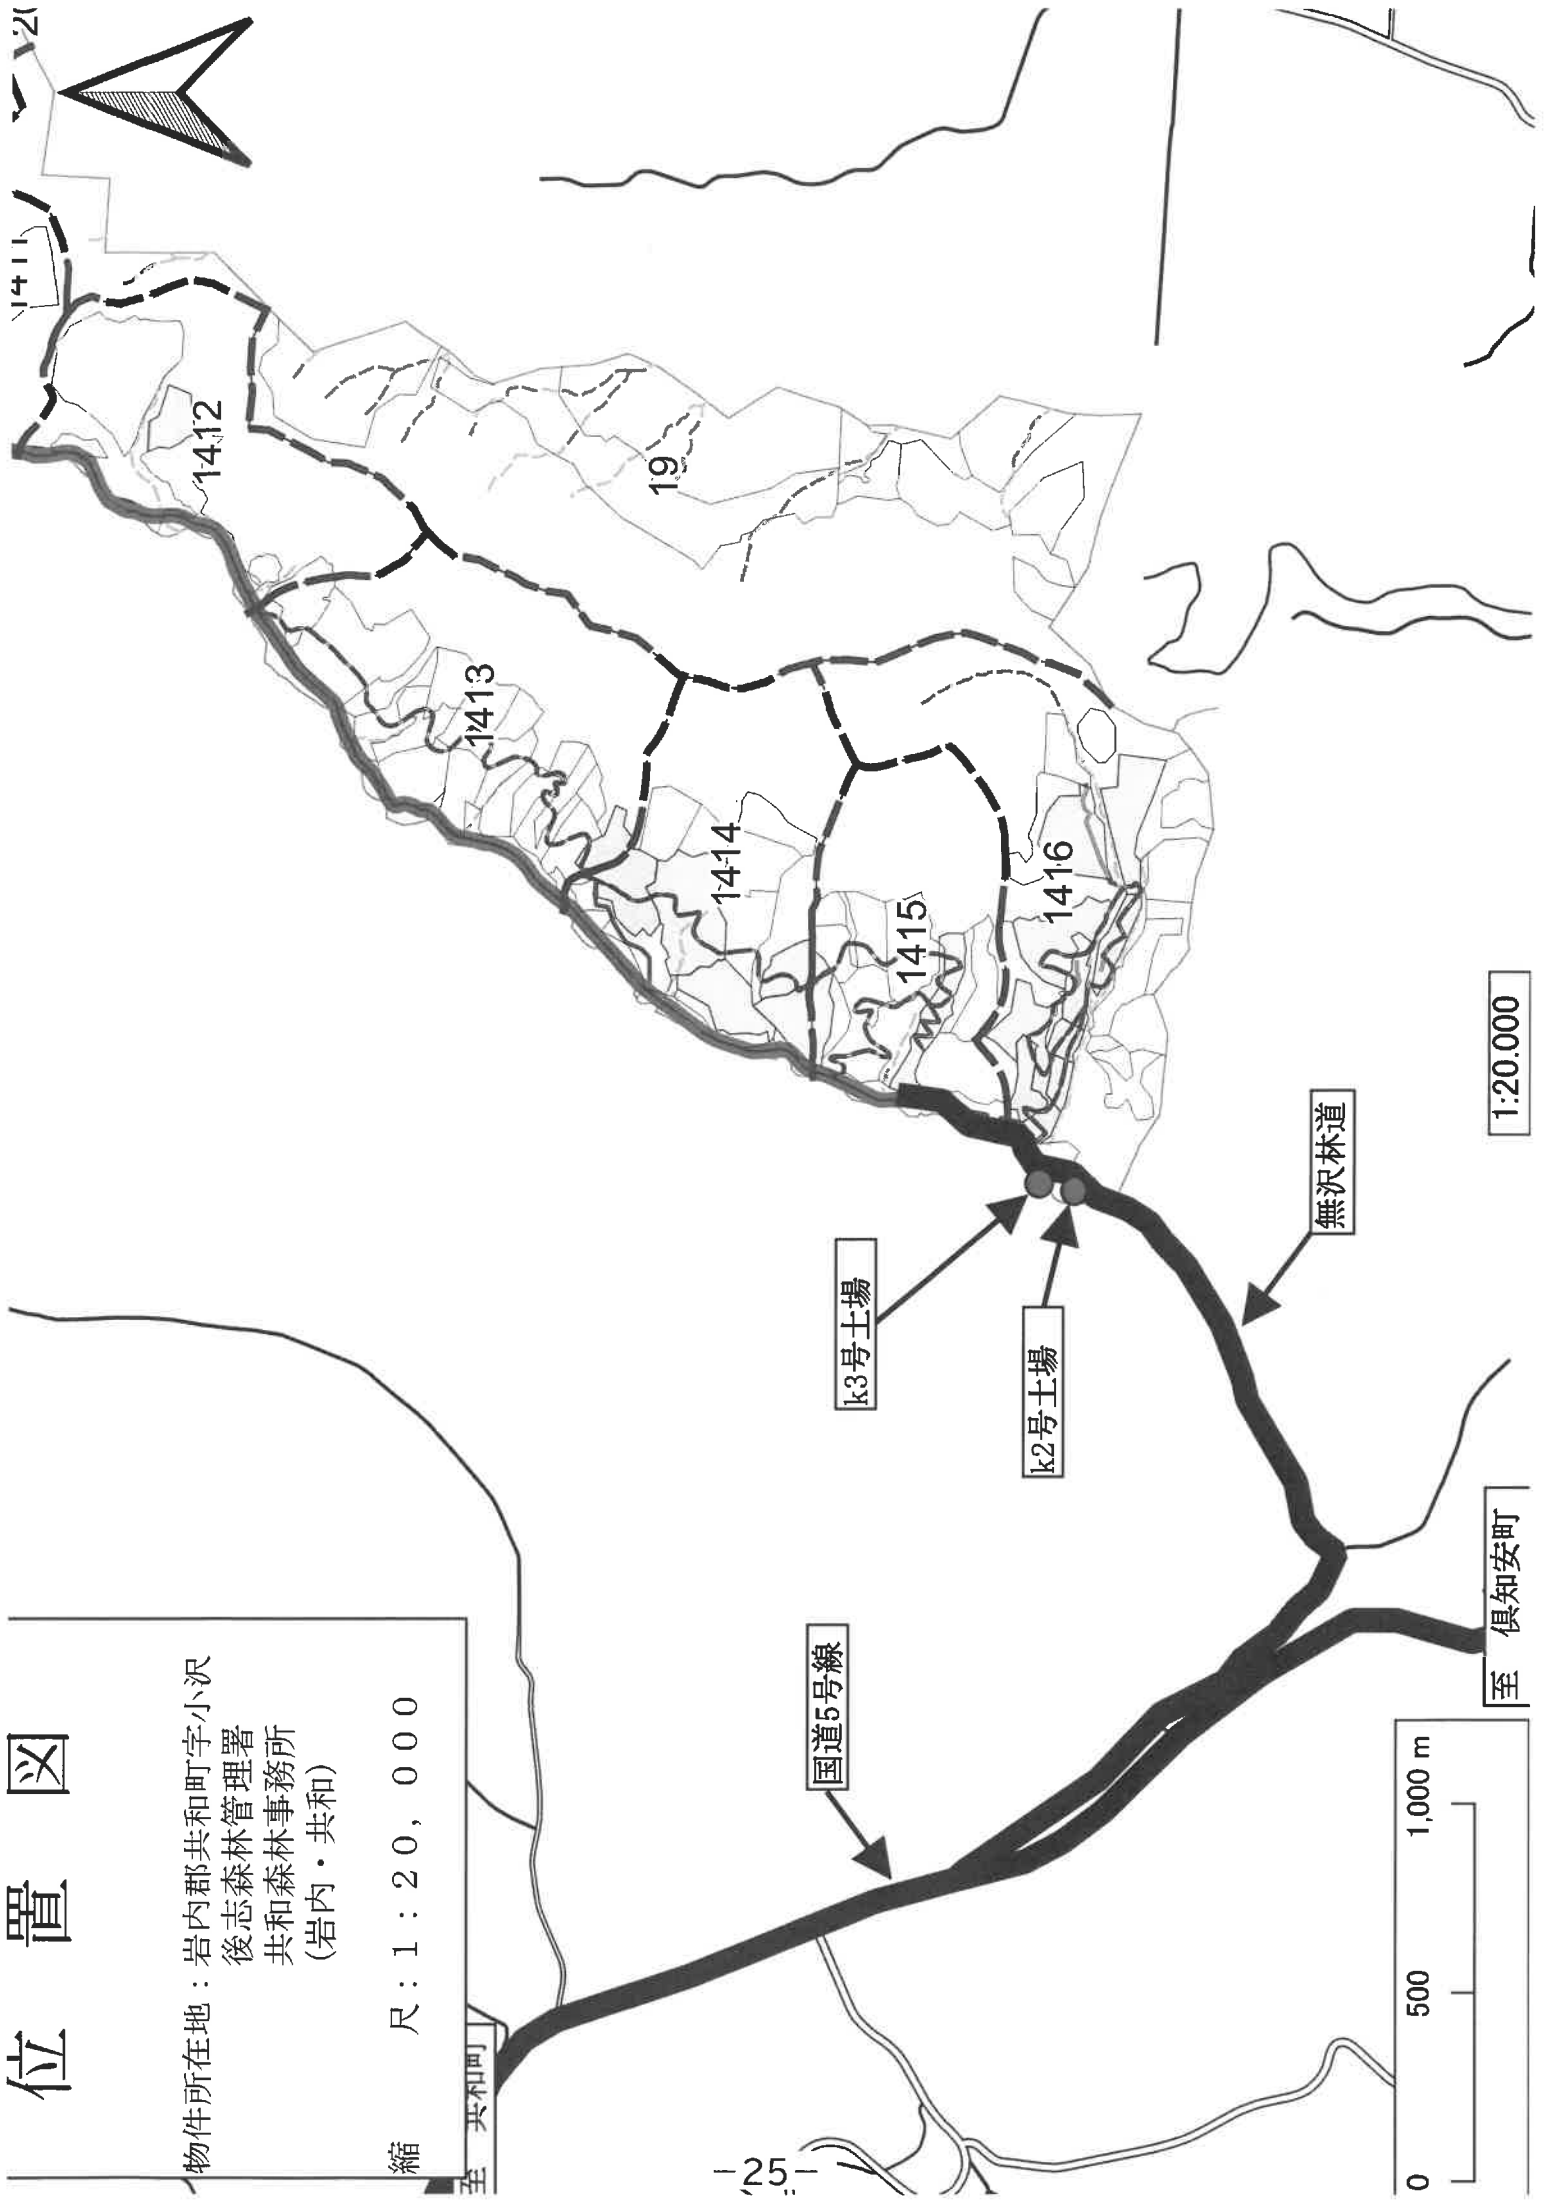 位置図
物件所在地：岩内郡共和町字小沢
後志森林管理署
共和森林事務所
(岩内・共和)
縮　尺：１：２０，０００
至　共和町
国道5号線
至　倶知安町
k3号土場
k2号土場
無沢林道
1411
1412
1413
1414
1415
1416
19
1:20.000
0　500　1,000 m
-25-